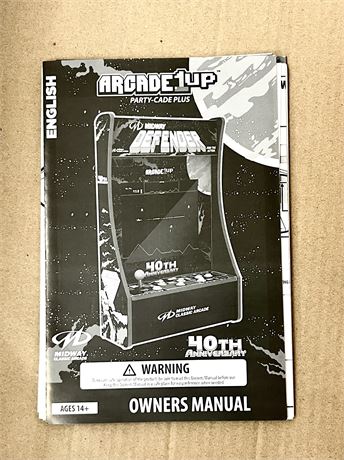 ENGLISH
ARCADE1UP
PARTY-CADE PLUS
MIDWAY
DEFENDER
ARCADE1UP
40TH
ANNIVERSARY
MIDWAY
CLASSIC ARCADE
MIDWAY
CLASSIC ARCADE
40TH
ANNIVERSARY
WARNING
AGES 14+
OWNERS MANUAL